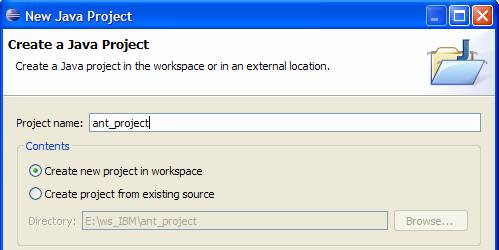 New Java Project
Create a Java Project
Create a Java project in the workspace or in an external location.
Project name: ant_project
Contents
Create new project in workspace
Create project from existing source
Directory: E:\ws_IBM\ant_project Browse...